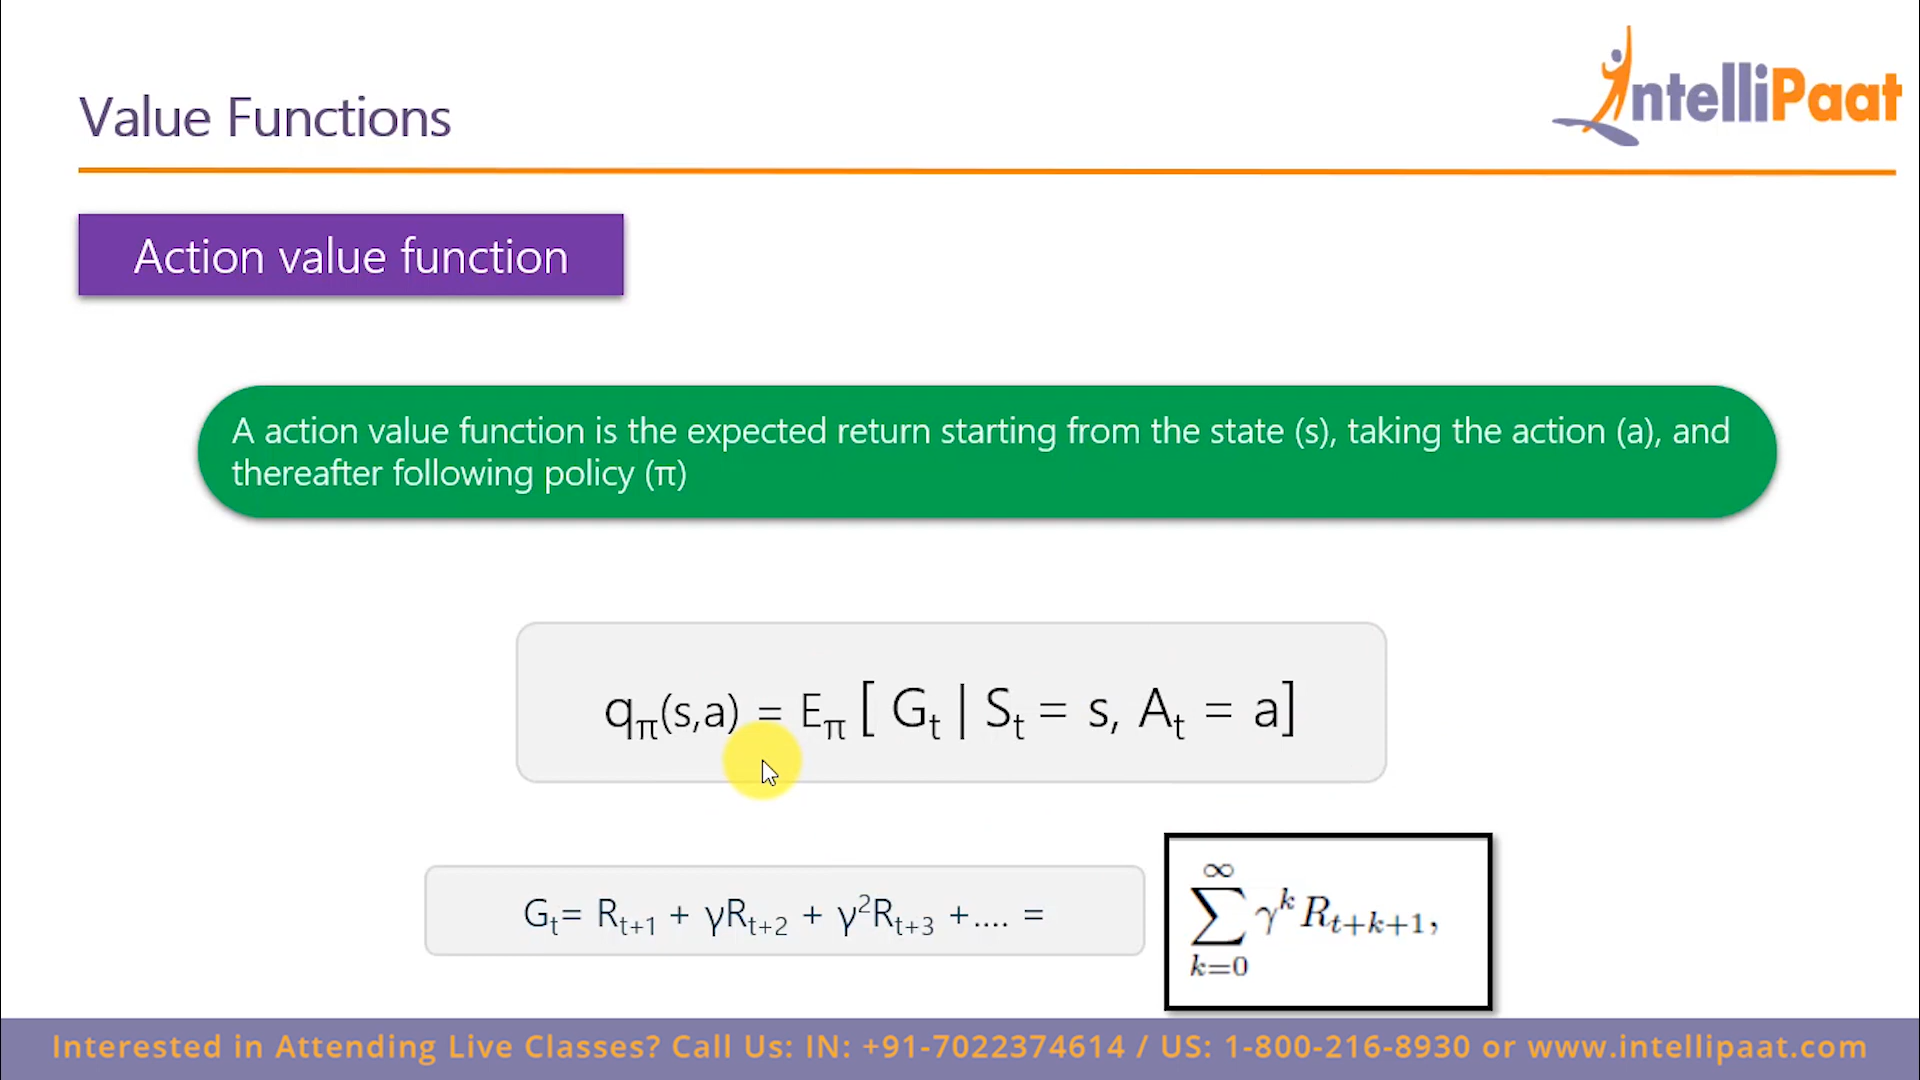 IntelliPaat
Value Functions
Action value function
A action value function is the expected return starting from the state (s), taking the action (a), and
thereafter following policy (π)
qπ(s,a) = Eπ [ Gt | St = s, At = a]
Gt= Rt+1 + γRt+2 + γ²Rt+3 +.... =
∞
∑ γᵏ Rt+k+1,
k=0
Interested in Attending Live Classes? Call Us: IN: +91-7022374614 / US: 1-800-216-8930 or www.intellipaat.com